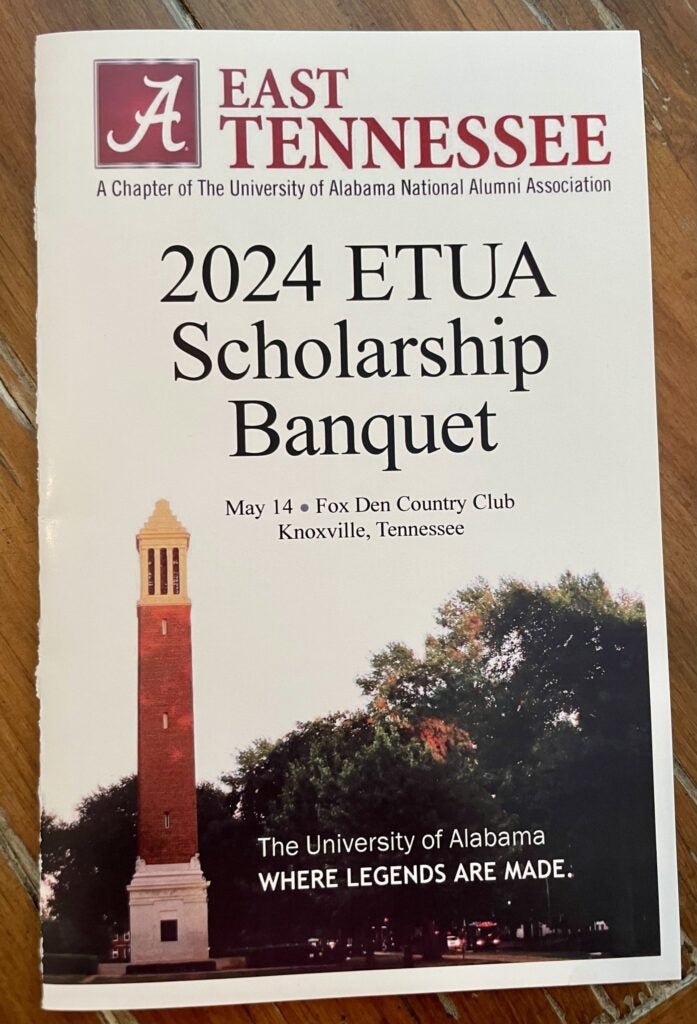 A
EAST
TENNESSEE
A Chapter of The University of Alabama National Alumni Association
2024 ETUA
Scholarship
Banquet
May 14 • Fox Den Country Club
Knoxville, Tennessee
The University of Alabama
WHERE LEGENDS ARE MADE.